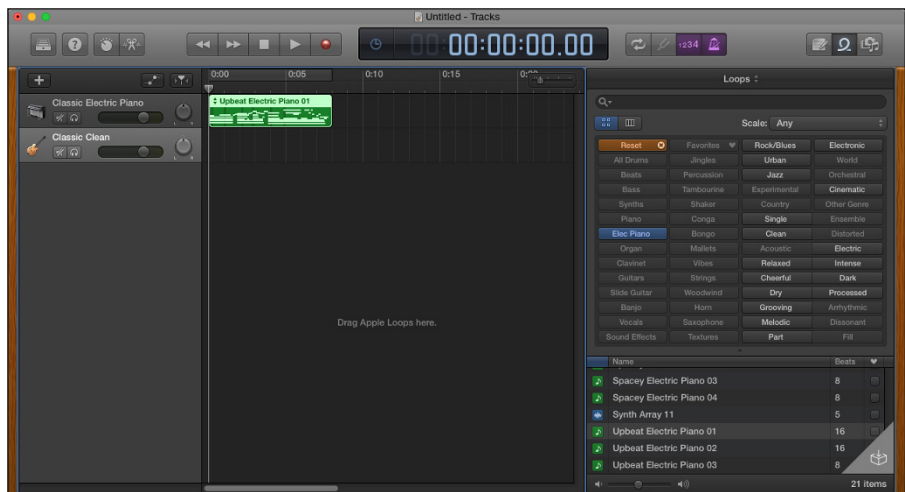 Untitled - Tracks
00:00:00.00
1234
0:00 0:05 0:10 0:15
Loops
Classic Electric Piano
Upbeat Electric Piano 01
Classic Clean
Drag Apple Loops here.
Scale: Any
Reset Favorites Rock/Blues Electronic
All Drums Jingles Urban World
Beats Percussion Jazz Orchestral
Bass Tambourine Experimental Cinematic
Synths Shaker Country Other Genre
Piano Conga Single Ensemble
Elec Piano Bongo Clean Distorted
Organ Mallets Acoustic Electric
Clavinet Vibes Relaxed Intense
Guitars Strings Cheerful Dark
Slide Guitar Woodwind Dry Processed
Banjo Horn Grooving Arrhythmic
Vocals Saxophone Melodic Dissonant
Sound Effects Textures Part Fill
Name Beats
Spacey Electric Piano 03 8
Spacey Electric Piano 04 8
Synth Array 11 5
Upbeat Electric Piano 01 16
Upbeat Electric Piano 02 16
Upbeat Electric Piano 03 8
21 items